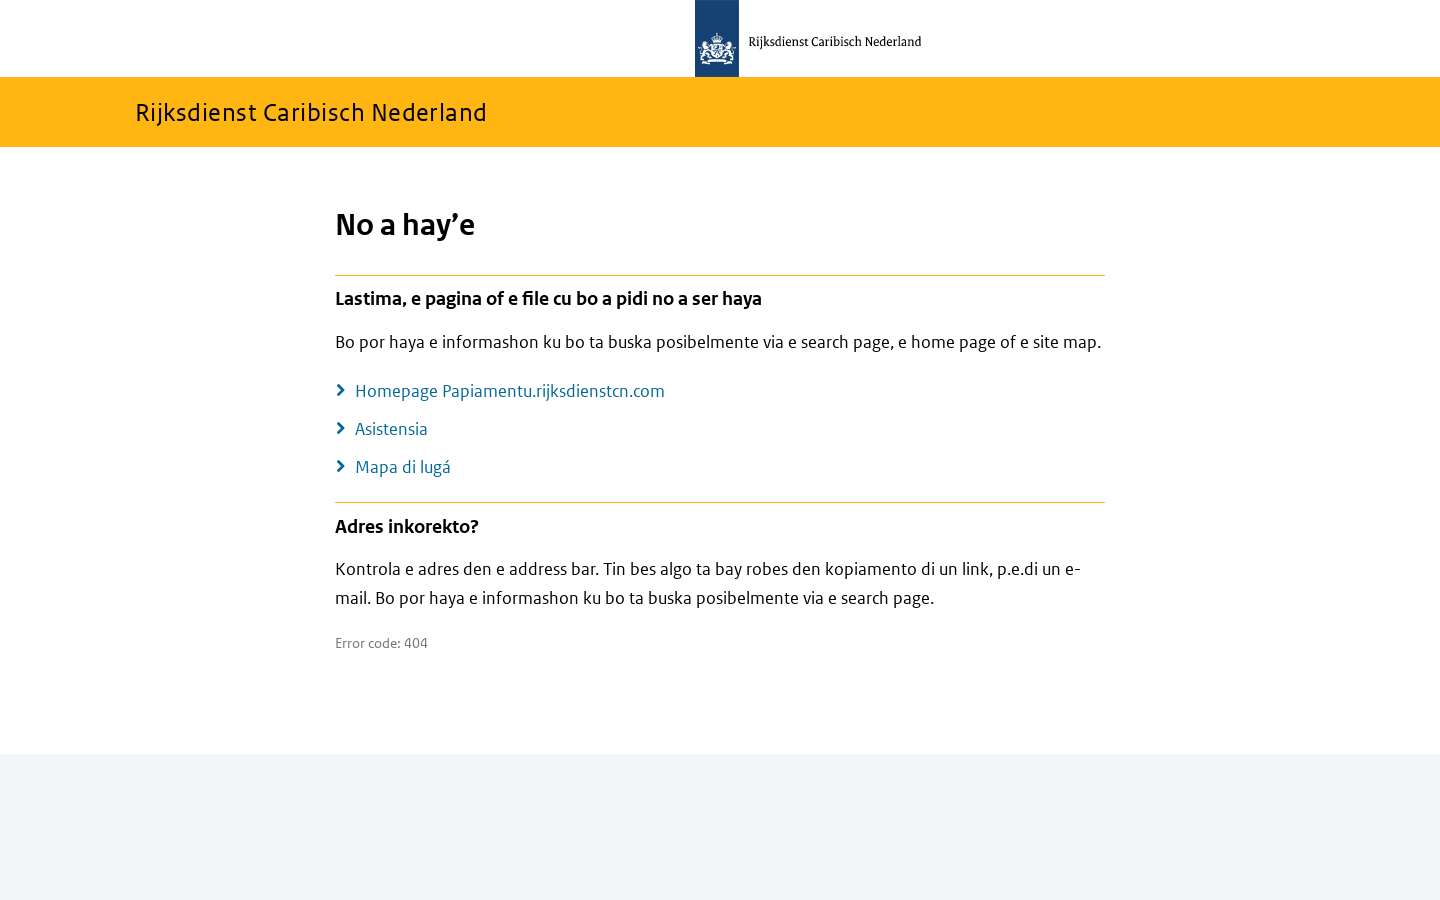 Rijksdienst Caribisch Nederland
Rijksdienst Caribisch Nederland
No a hay’e
Lastima, e pagina of e file cu bo a pidi no a ser haya
Bo por haya e informashon ku bo ta buska posibelmente via e search page, e home page of e site map.
Homepage Papiamentu.rijksdienstcn.com
Asistensia
Mapa di lugá
Adres inkorekto?
Kontrola e adres den e address bar. Tin bes algo ta bay robes den kopiamento di un link, p.e.di un e-
mail. Bo por haya e informashon ku bo ta buska posibelmente via e search page.
Error code: 404